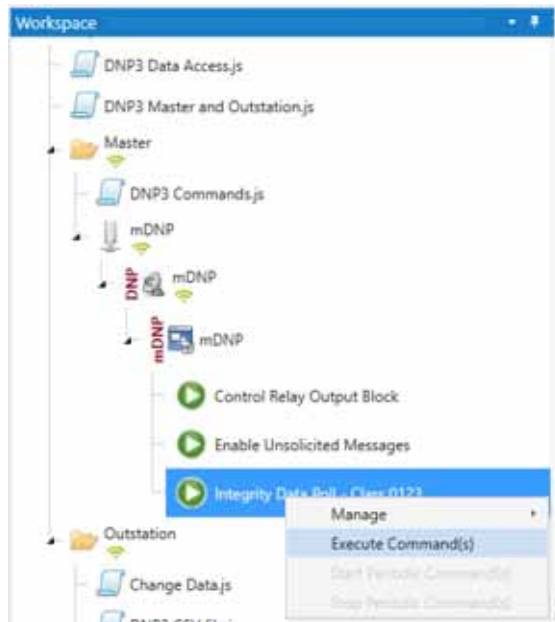 Workspace
DNP3 Data Access.js
DNP3 Master and Outstation.js
Master
DNP3 Commands.js
mDNP
DNP
mDNP
mDNP
mDNP
Control Relay Output Block
Enable Unsolicited Messages
Integrity Data Poll - Class 0123
Manage
Outstation
Execute Command(s)
Start Periodic Command(s)
Change Data.js
Stop Periodic Command(s)